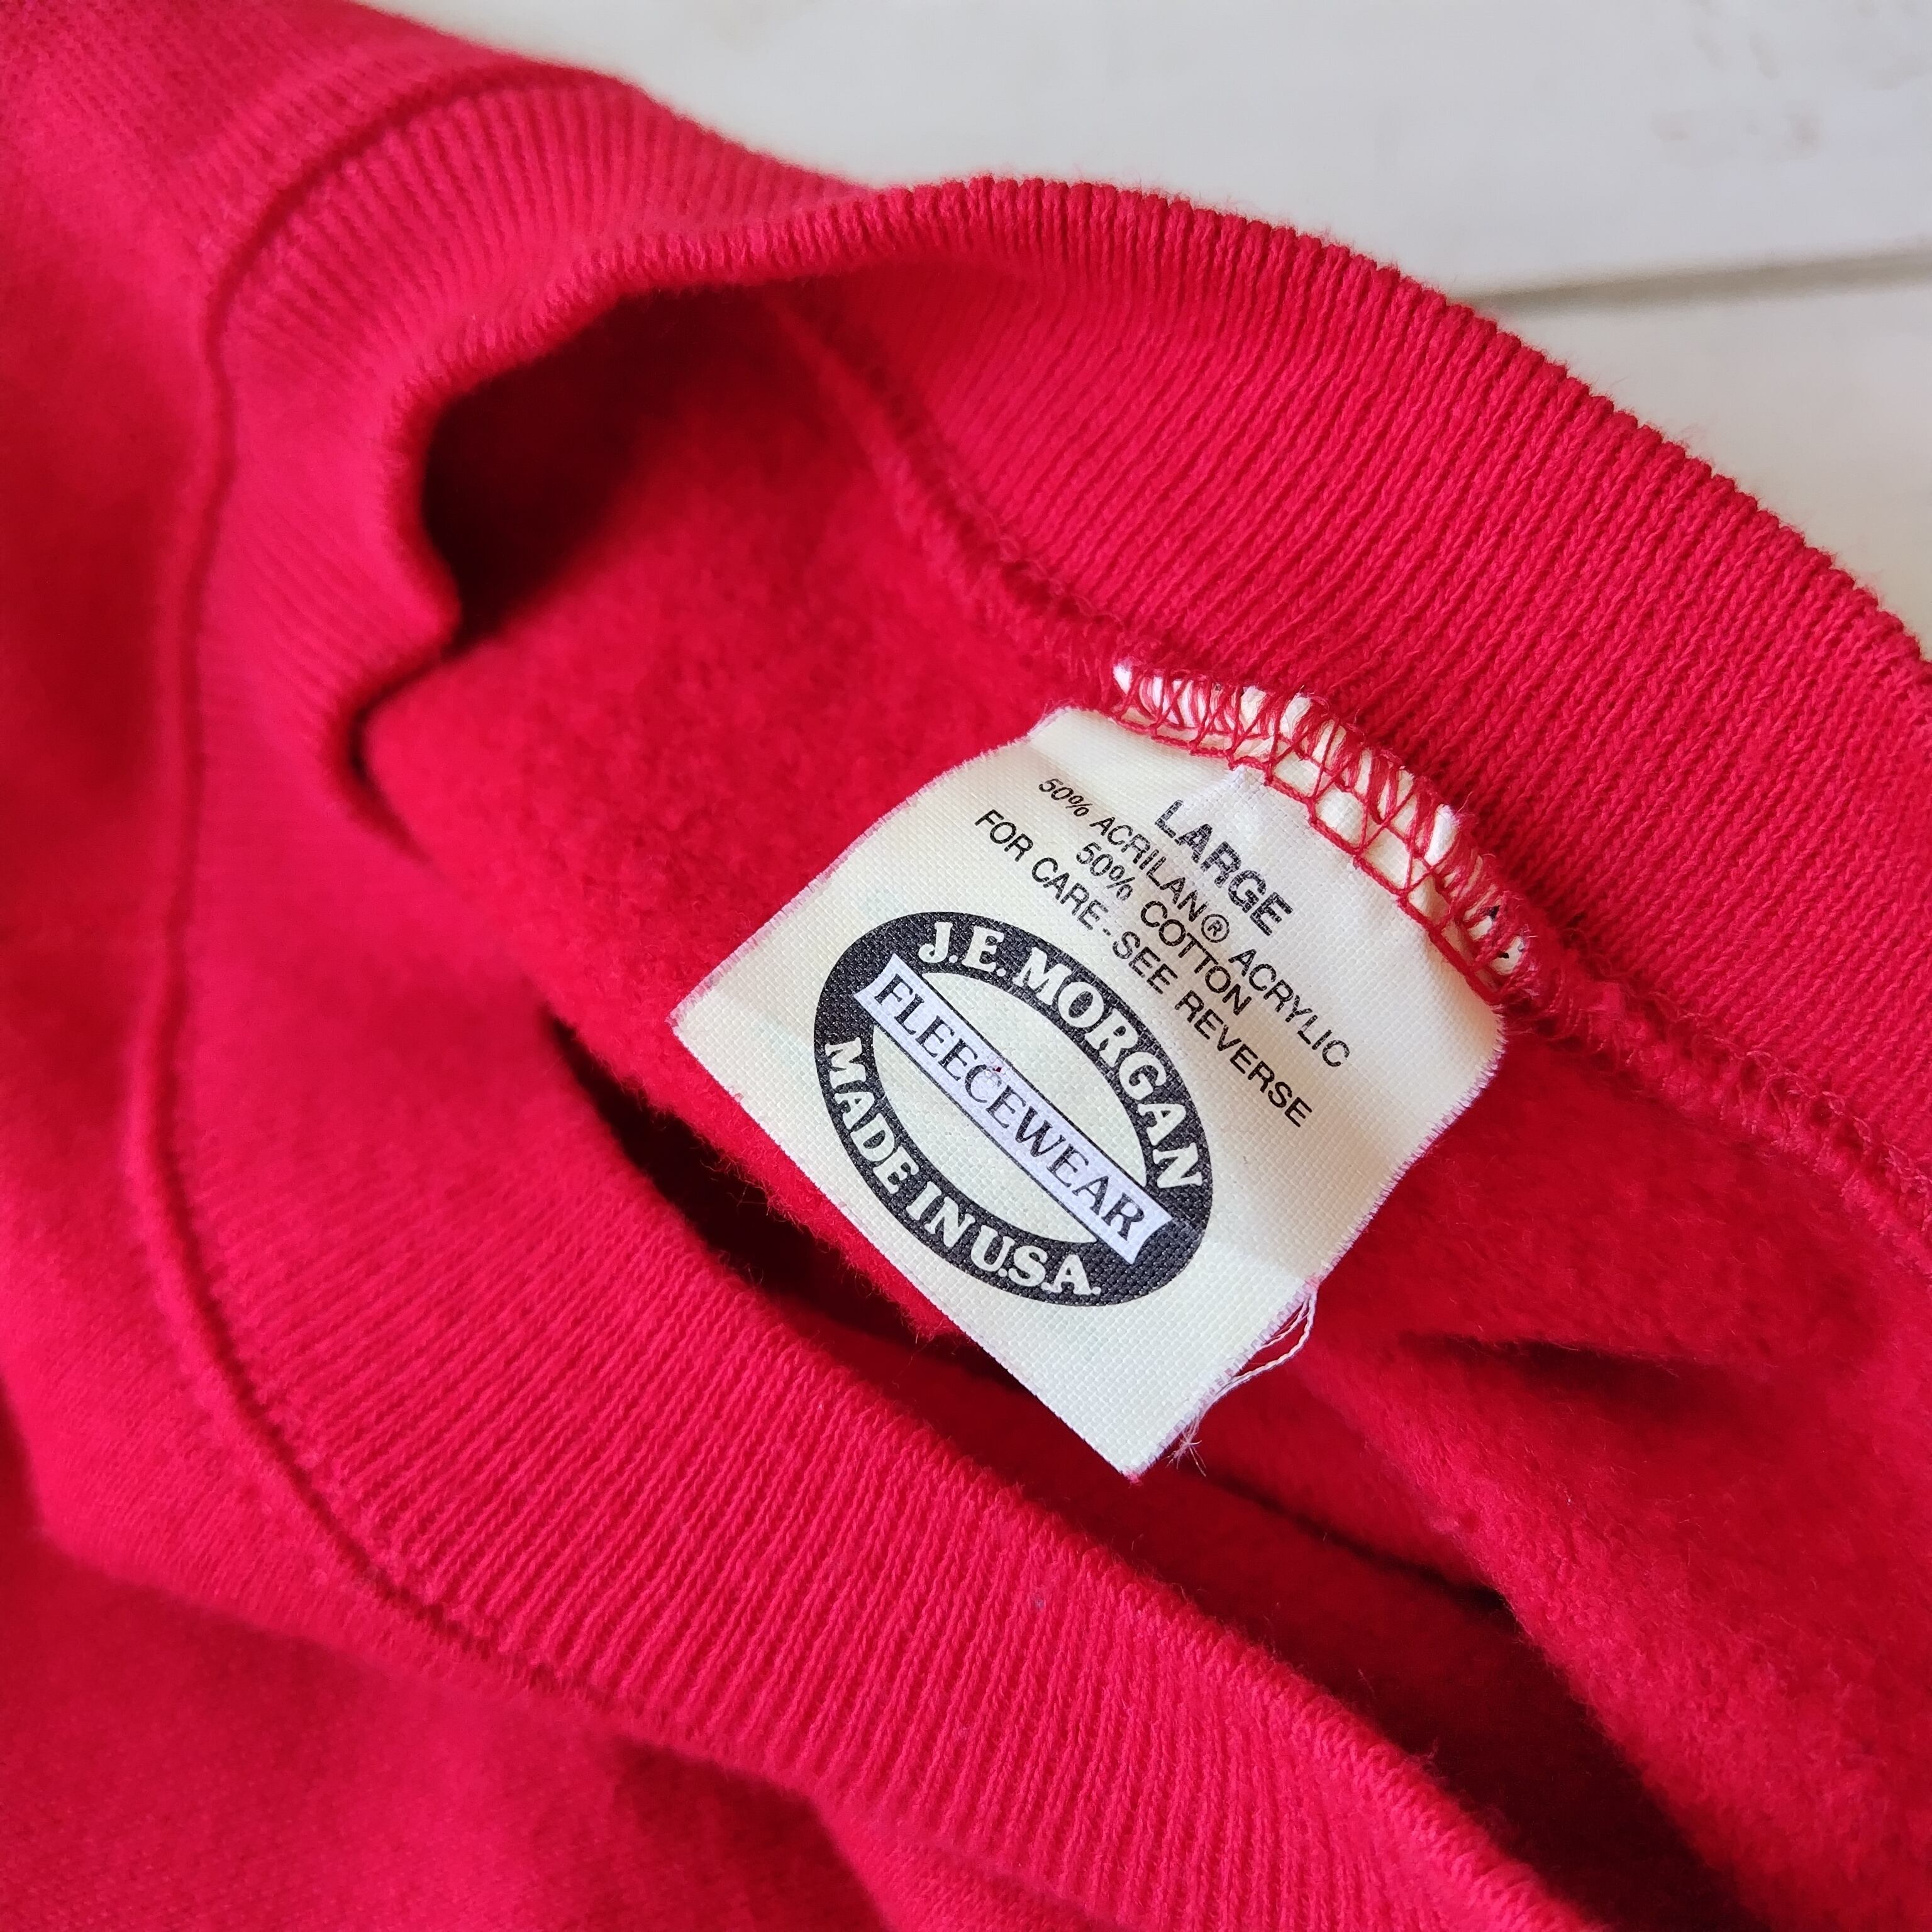 LARGE
50% ACRILAN® ACRYLIC
50% COTTON
FOR CARE-SEE REVERSE
J.E. MORGAN
FLEECEWEAR
MADE IN U.S.A.